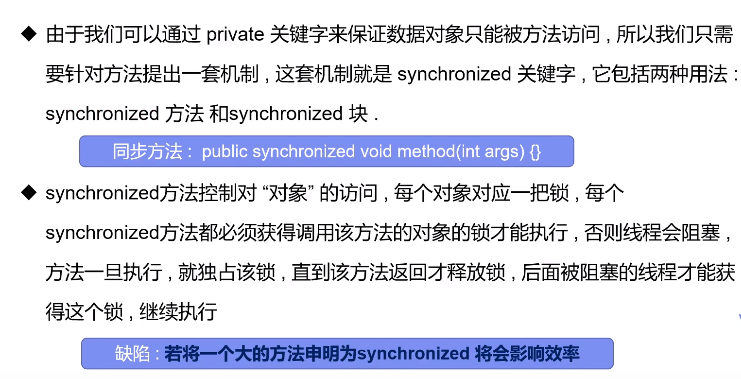 ◆ 由于我们可以通过 private 关键字来保证数据对象只能被方法访问 , 所以我们只需
要针对方法提出一套机制 , 这套机制就是 synchronized 关键字 , 它包括两种用法 :
synchronized 方法 和synchronized 块 .
同步方法 : public synchronized void method(int args) {}
◆ synchronized方法控制对 “对象” 的访问 , 每个对象对应一把锁 , 每个
synchronized方法都必须获得调用该方法的对象的锁才能执行 , 否则线程会阻塞 ,
方法一旦执行 , 就独占该锁 , 直到该方法返回才释放锁 , 后面被阻塞的线程才能获
得这个锁 , 继续执行
缺陷 : 若将一个大的方法申明为synchronized 将会影响效率